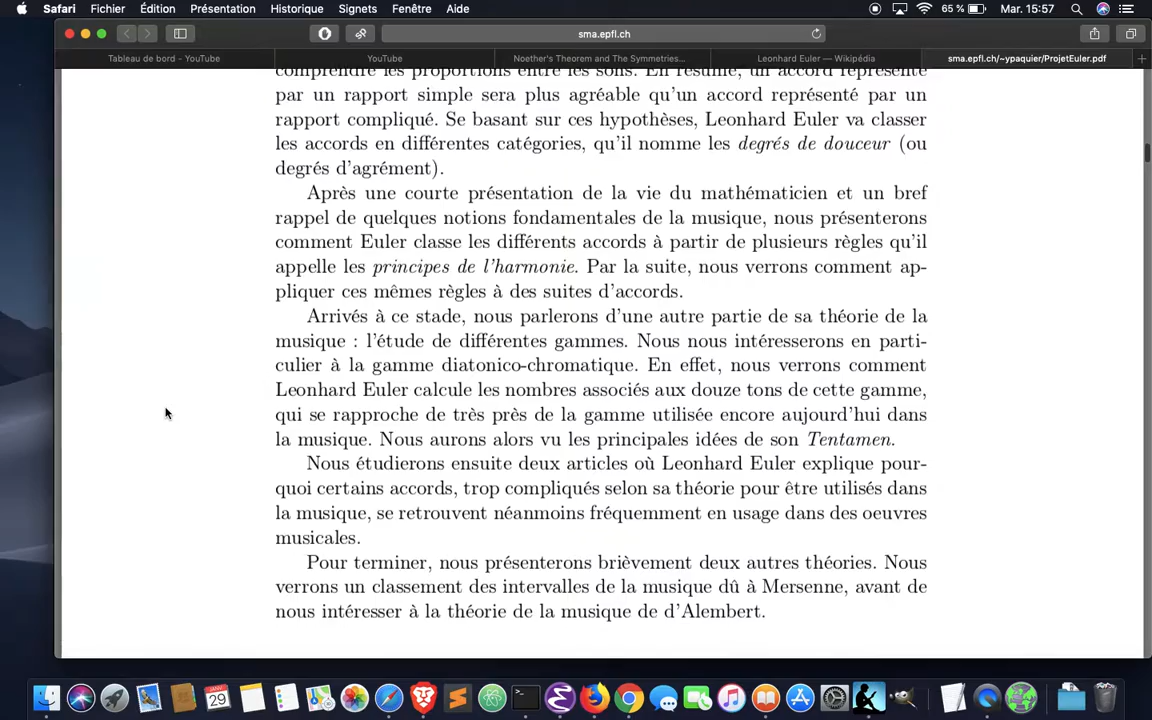 Safari Fichier Édition Présentation Historique Signets Fenêtre Aide 65 % Mar. 15:57
sma.epfl.ch
Tableau de bord - YouTube YouTube Noether's Theorem and The Symmetries... Leonhard Euler — Wikipédia sma.epfl.ch/~ypaquier/ProjetEuler.pdf
comprendre les proportions entre les sons. En résumé, un accord représenté
par un rapport simple sera plus agréable qu'un accord représenté par un
rapport compliqué. Se basant sur ces hypothèses, Leonhard Euler va classer
les accords en différentes catégories, qu'il nomme les degrés de douceur (ou
degrés d'agrément).
Après une courte présentation de la vie du mathématicien et un bref
rappel de quelques notions fondamentales de la musique, nous présenterons
comment Euler classe les différents accords à partir de plusieurs règles qu'il
appelle les principes de l'harmonie. Par la suite, nous verrons comment ap-
pliquer ces mêmes règles à des suites d'accords.
Arrivés à ce stade, nous parlerons d'une autre partie de sa théorie de la
musique : l'étude de différentes gammes. Nous nous intéresserons en parti-
culier à la gamme diatonico-chromatique. En effet, nous verrons comment
Leonhard Euler calcule les nombres associés aux douze tons de cette gamme,
qui se rapproche de très près de la gamme utilisée encore aujourd'hui dans
la musique. Nous aurons alors vu les principales idées de son Tentamen.
Nous étudierons ensuite deux articles où Leonhard Euler explique pour-
quoi certains accords, trop compliqués selon sa théorie pour être utilisés dans
la musique, se retrouvent néanmoins fréquemment en usage dans des oeuvres
musicales.
Pour terminer, nous présenterons brièvement deux autres théories. Nous
verrons un classement des intervalles de la musique dû à Mersenne, avant de
nous intéresser à la théorie de la musique de d'Alembert.
29